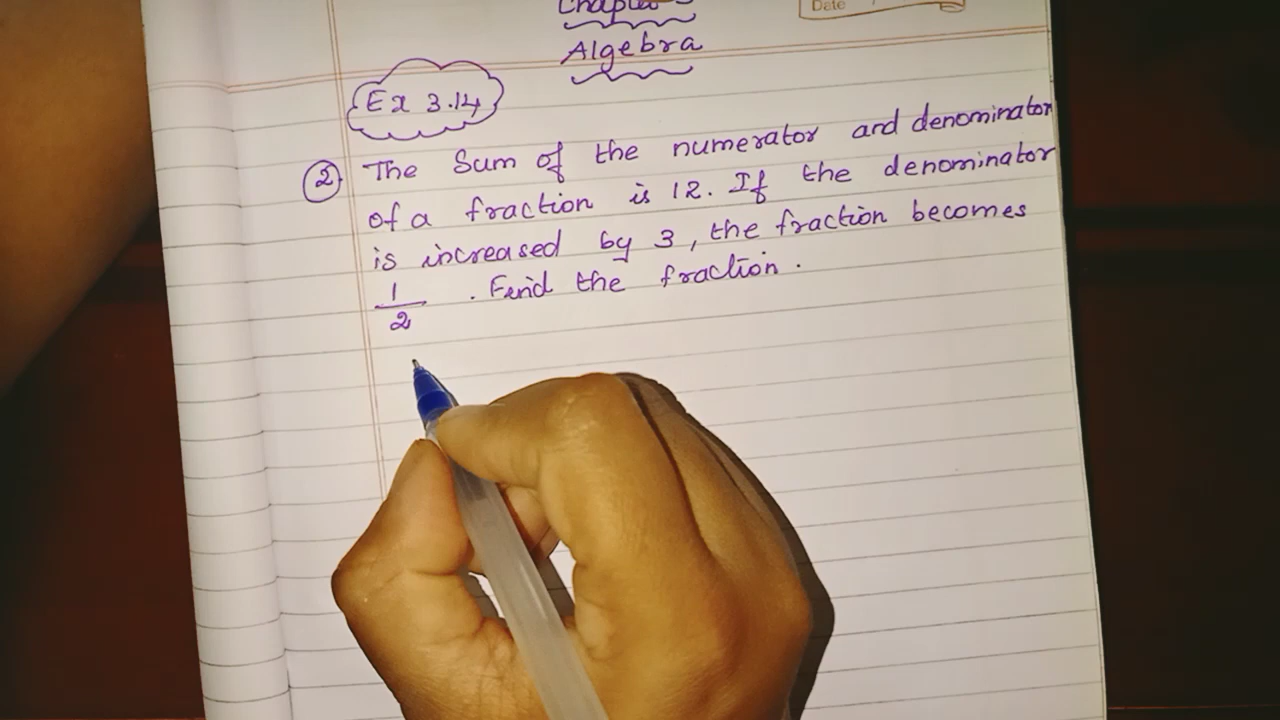 Chapter
Date
Algebra
Ex 3.14
2 The Sum of the numerator and denominator
of a fraction is 12. If the denominator
is increased by 3, the fraction becomes
1/2 . Find the fraction.